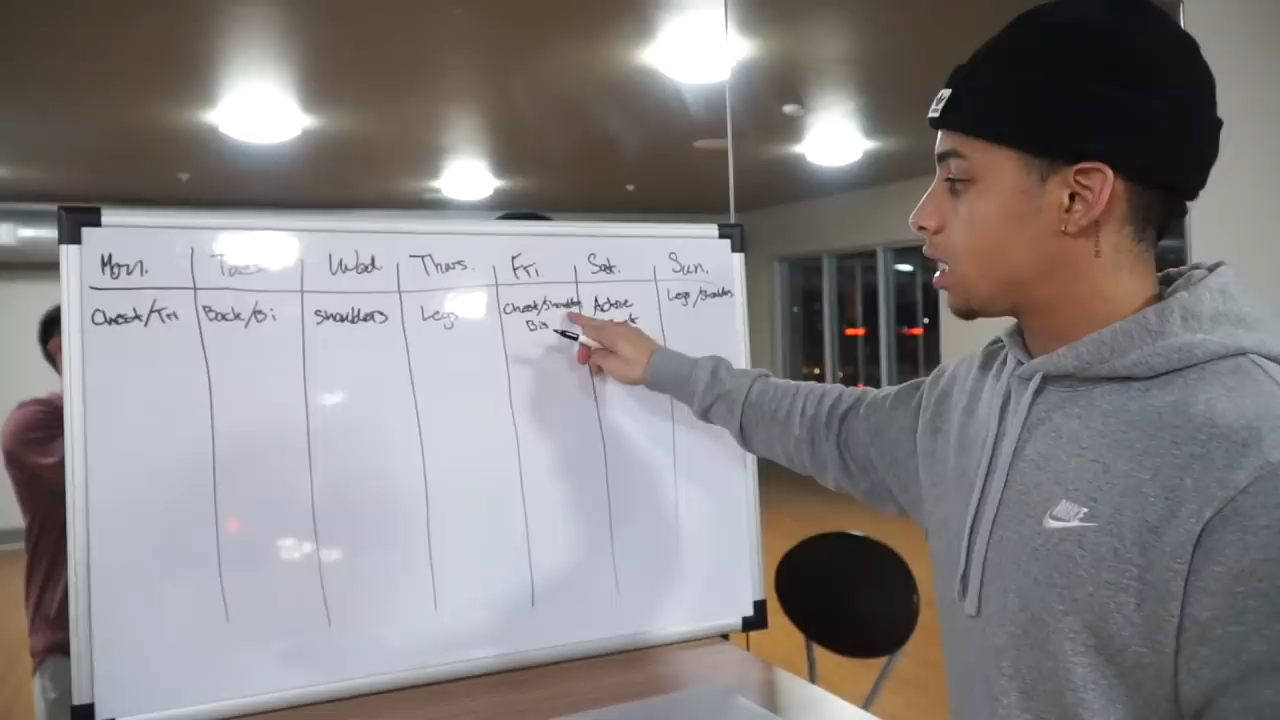 Mon. Tues Wed Thurs. Fri. Sat. Sun.
Chest/Tri Back/Bi Shoulders Legs Chest/Shoulder Active Legs/Shoulders
Bis
NIKE